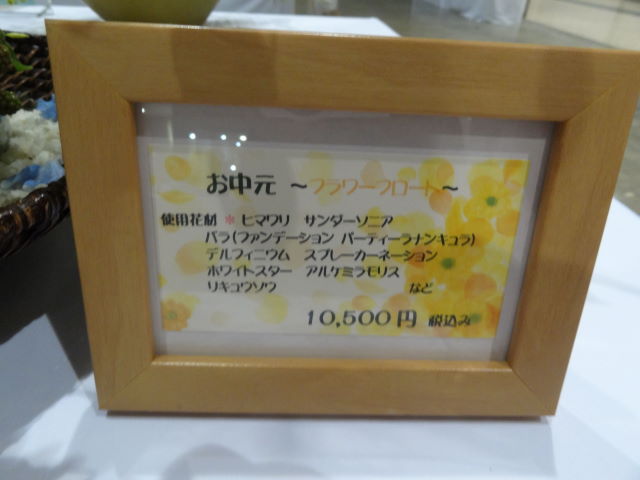 お中元 ~フラワーフロート~
使用花材 * ヒマワリ サンダーソニア
バラ(ファンデーション パーティーラナンキュラ)
デルフィニウム スプレーカーネーション
ホワイトスター アルケミラモリス
リキュウソウ など
10,500円 税込み